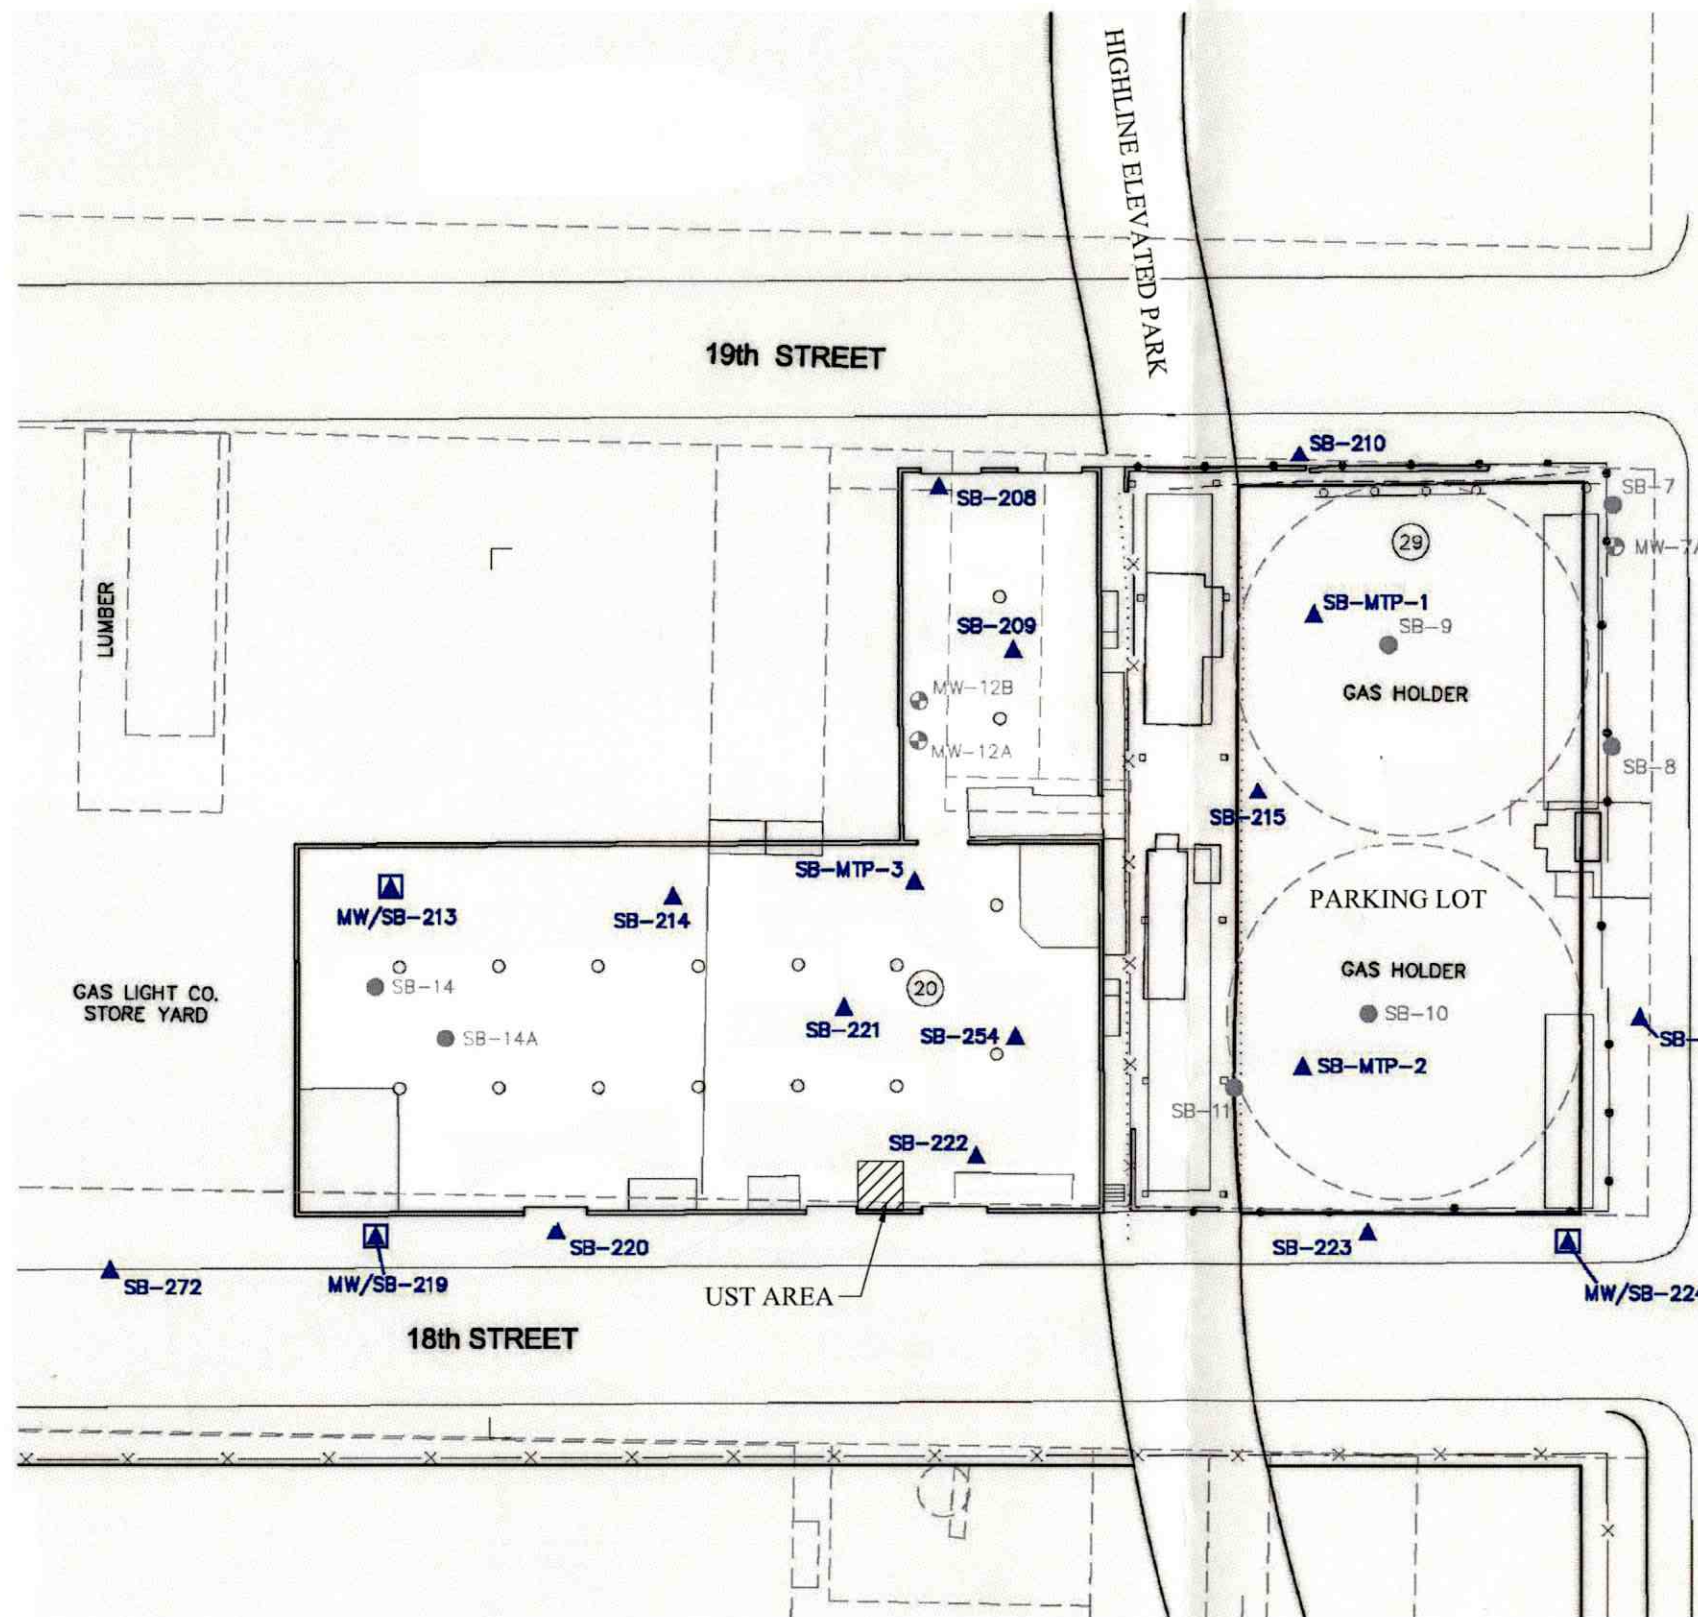 HIGHLINE ELEVATED PARK
19th STREET
SB-210
SB-208
SB-7
29
MW-7A
LUMBER
SB-MTP-1
SB-209
SB-9
MW-12B
GAS HOLDER
MW-12A
SB-8
SB-215
SB-MTP-3
PARKING LOT
MW/SB-213
SB-214
GAS HOLDER
SB-14
20
GAS LIGHT CO.
STORE YARD
SB-10
SB-221
SB-254
SB-14A
SB-
SB-MTP-2
SB-11
SB-222
SB-220
SB-223
SB-272
MW/SB-219
UST AREA
MW/SB-224
18th STREET